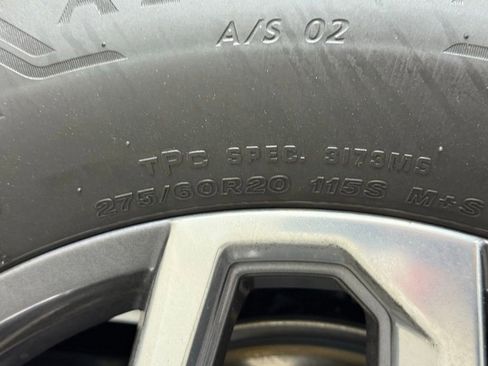 A/S 02
TPC SPEC. 3173MS
275/60R20 115S M+S